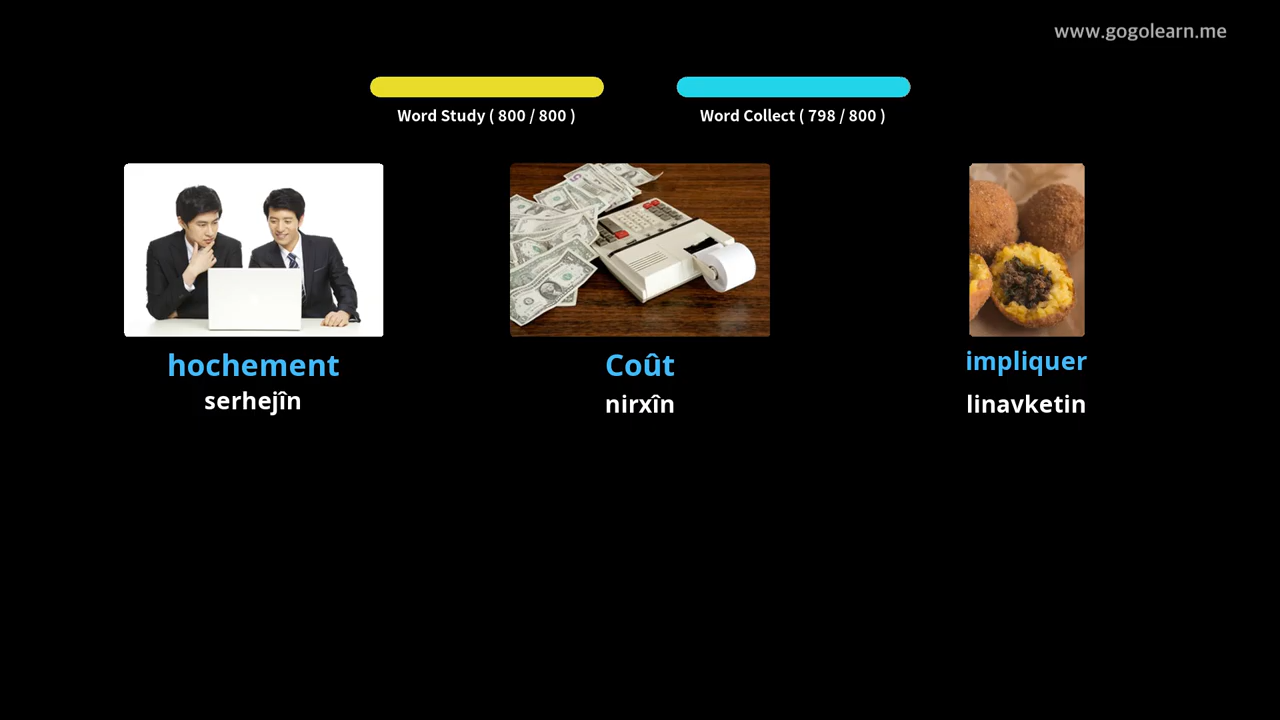 www.gogolearn.me
Word Study ( 800 / 800 )
Word Collect ( 798 / 800 )
hochement
serhejîn
Coût
nirxîn
impliquer
linavketin